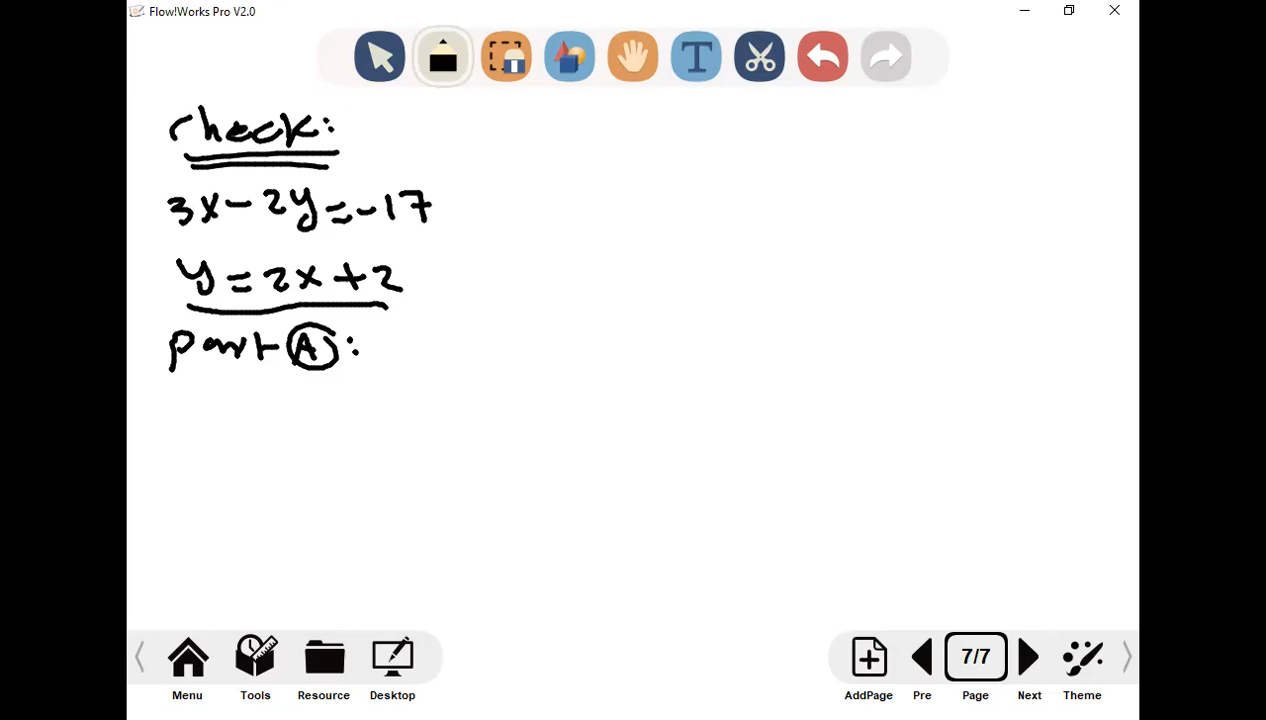 Flow!Works Pro V2.0
T
check:
3x-2y=-17
y=2x+2
part A:
7/7
Menu Tools Resource Desktop AddPage Pre Page Next Theme